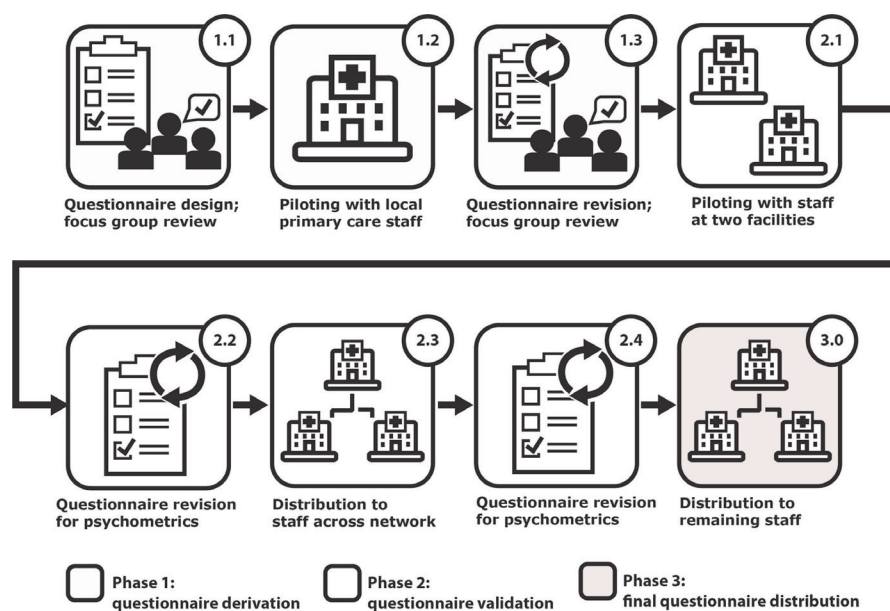 1.1
1.2
1.3
2.1
Questionnaire design;
focus group review
Piloting with local
primary care staff
Questionnaire revision;
focus group review
Piloting with staff
at two facilities
2.2
2.3
2.4
3.0
Questionnaire revision
for psychometrics
Distribution to
staff across network
Questionnaire revision
for psychometrics
Distribution to
remaining staff
Phase 1:
questionnaire derivation
Phase 2:
questionnaire validation
Phase 3:
final questionnaire distribution